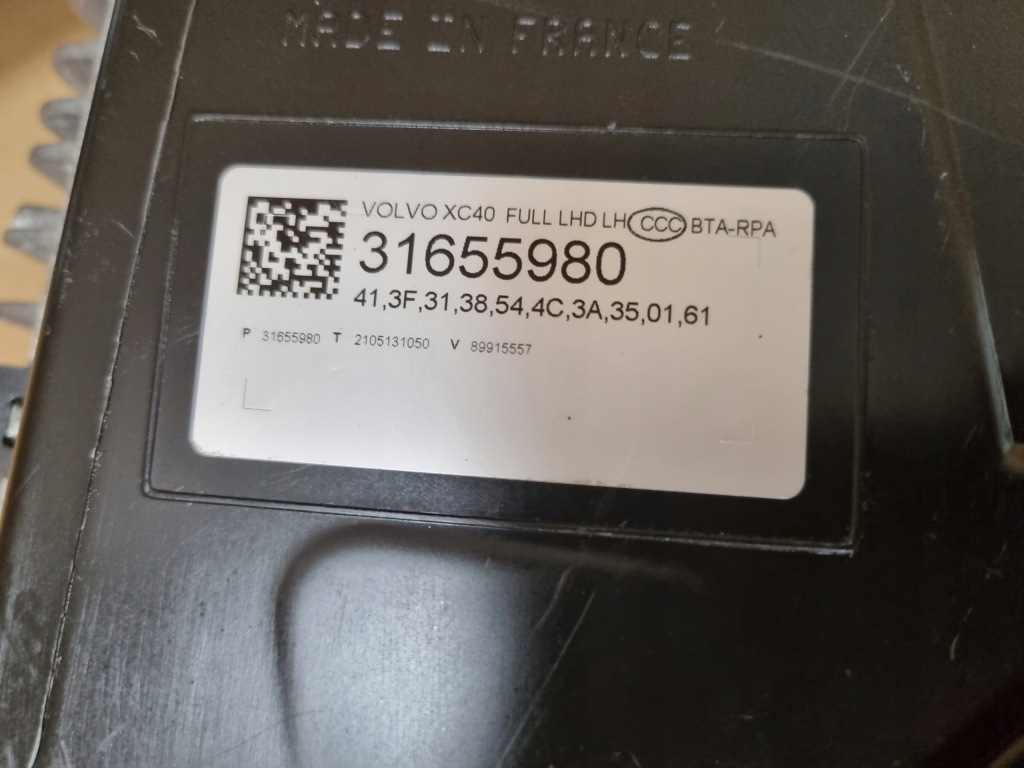 MADE IN FRANCE
VOLVO XC40 FULL LHD LH CCC BTA-RPA
31655980
41,3F,31,38,54,4C,3A,35,01,61
P 31655980 T 2105131050 V 89915557